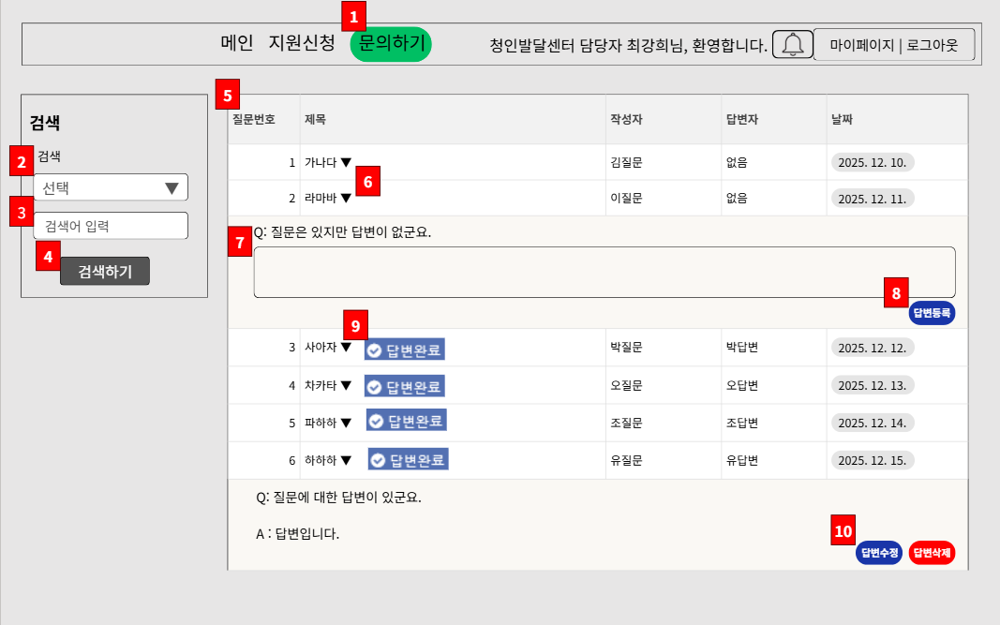 1
메인 지원신청 문의하기 청인발달센터 담당자 최강희님, 환영합니다. 마이페이지 | 로그아웃
검색
2
검색
선택 ▼
3
검색어 입력
4
검색하기
5
질문번호 제목 작성자 답변자 날짜
1 가나다 ▼ 김질문 없음 2025. 12. 10.
6
2 라마바 ▼ 이질문 없음 2025. 12. 11.
7
Q: 질문은 있지만 답변이 없군요.
8
답변등록
9
3 사아자 ▼ 답변완료 박질문 박답변 2025. 12. 12.
4 차카타 ▼ 답변완료 오질문 오답변 2025. 12. 13.
5 파하하 ▼ 답변완료 조질문 조답변 2025. 12. 14.
6 하하하 ▼ 답변완료 유질문 유답변 2025. 12. 15.
Q: 질문에 대한 답변이 있군요.
A : 답변입니다.
10
답변수정 답변삭제